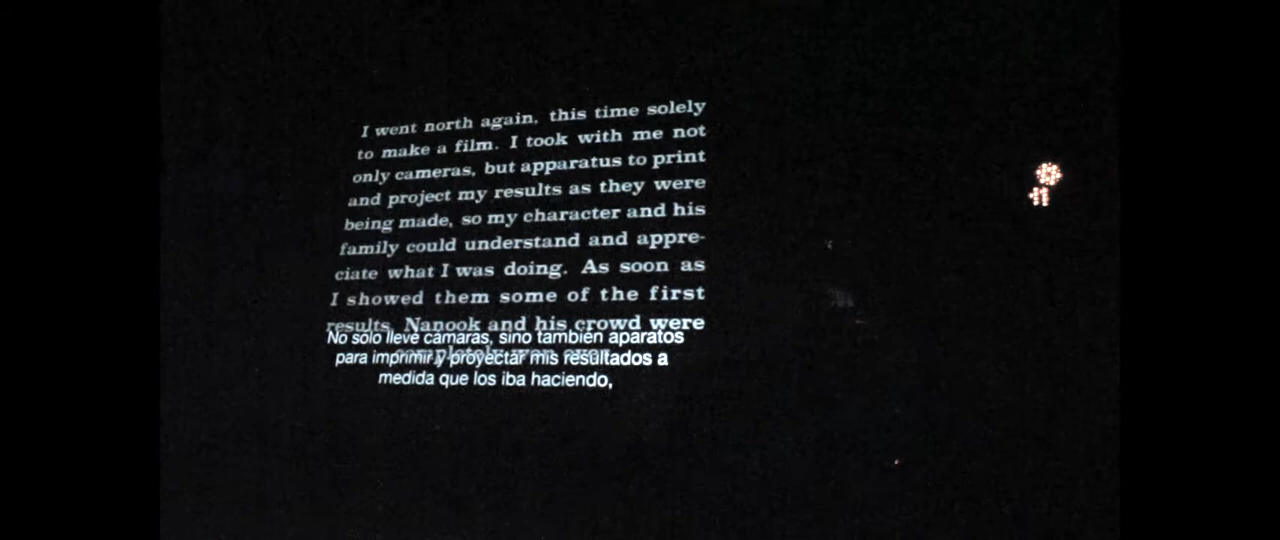 I went north again, this time solely
to make a film. I took with me not
only cameras, but apparatus to print
and project my results as they were
being made, so my character and his
family could understand and appre-
ciate what I was doing. As soon as
I showed them some of the first
results, Nanook and his crowd were
completely won over.
No solo llevé cámaras, sino también aparatos
para imprimir y proyectar mis resultados a
medida que los iba haciendo,